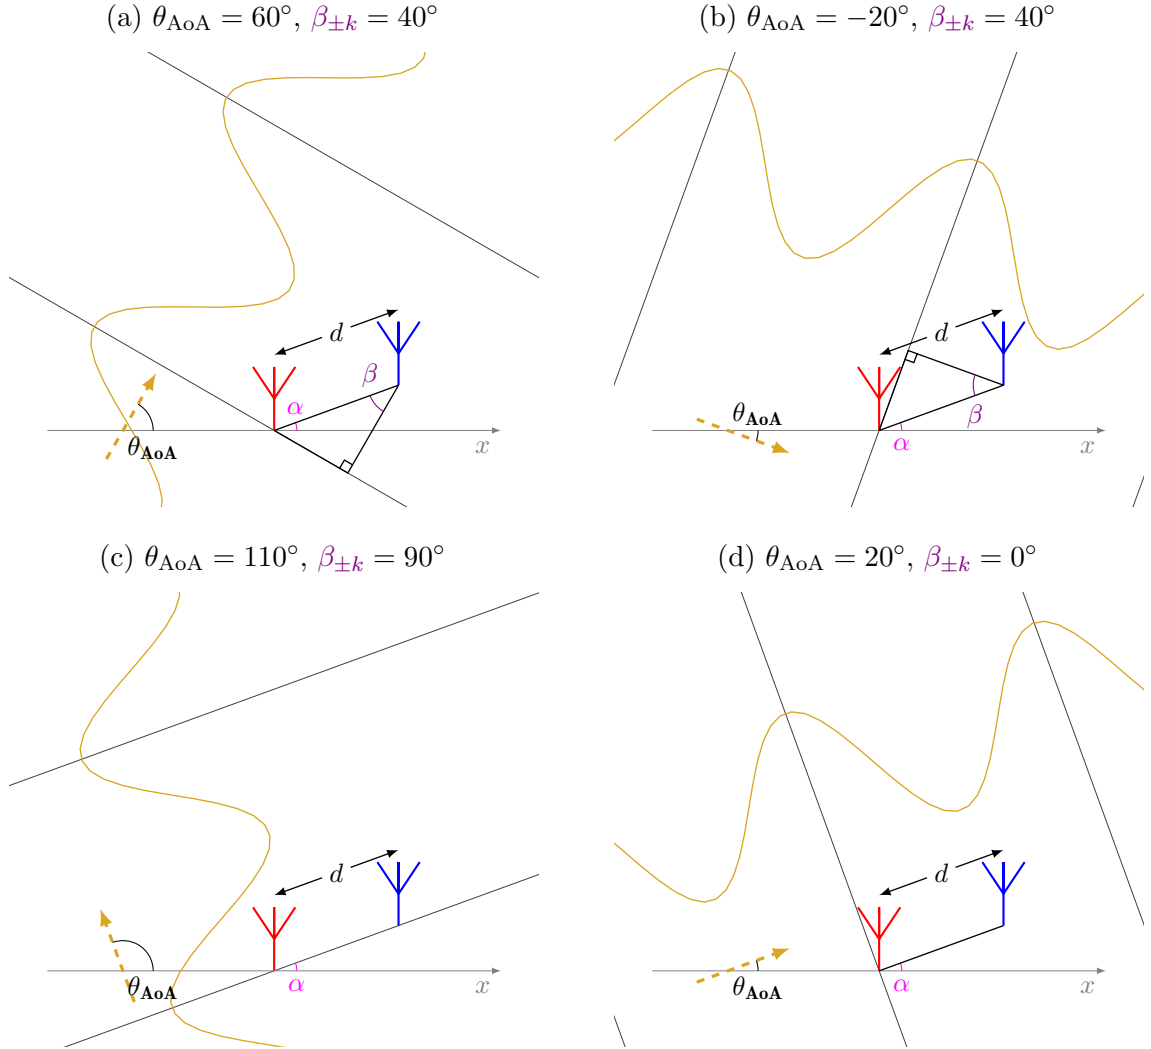 (a) θ_AoA = 60°, β_±k = 40°
(b) θ_AoA = −20°, β_±k = 40°
d
β
α
θ_AoA
x
d
β
α
θ_AoA
x
(c) θ_AoA = 110°, β_±k = 90°
(d) θ_AoA = 20°, β_±k = 0°
d
α
θ_AoA
x
d
α
θ_AoA
x